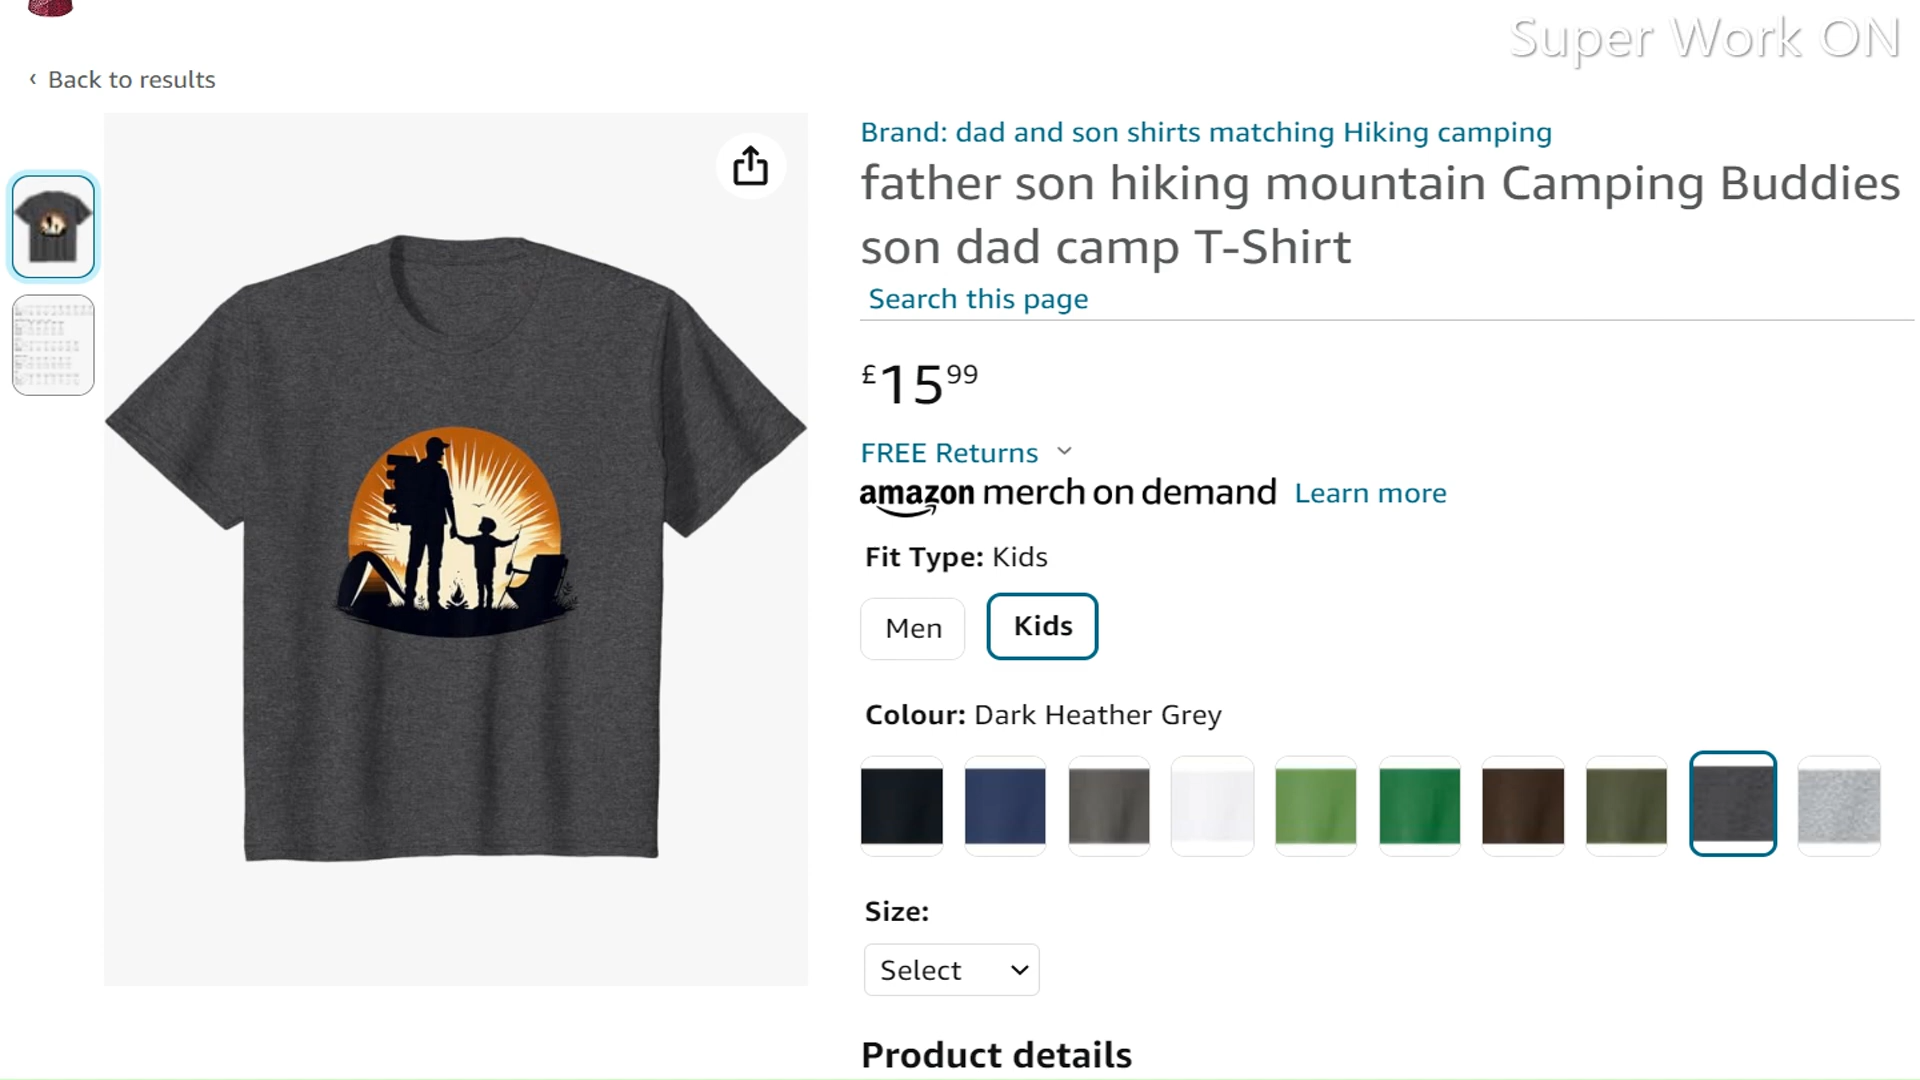 Super Work ON
‹ Back to results
Brand: dad and son shirts matching Hiking camping
father son hiking mountain Camping Buddies
son dad camp T-Shirt
Search this page
£1599
FREE Returns
amazon merch on demand Learn more
Fit Type: Kids
Men
Kids
Colour: Dark Heather Grey
Size:
Select
Product details